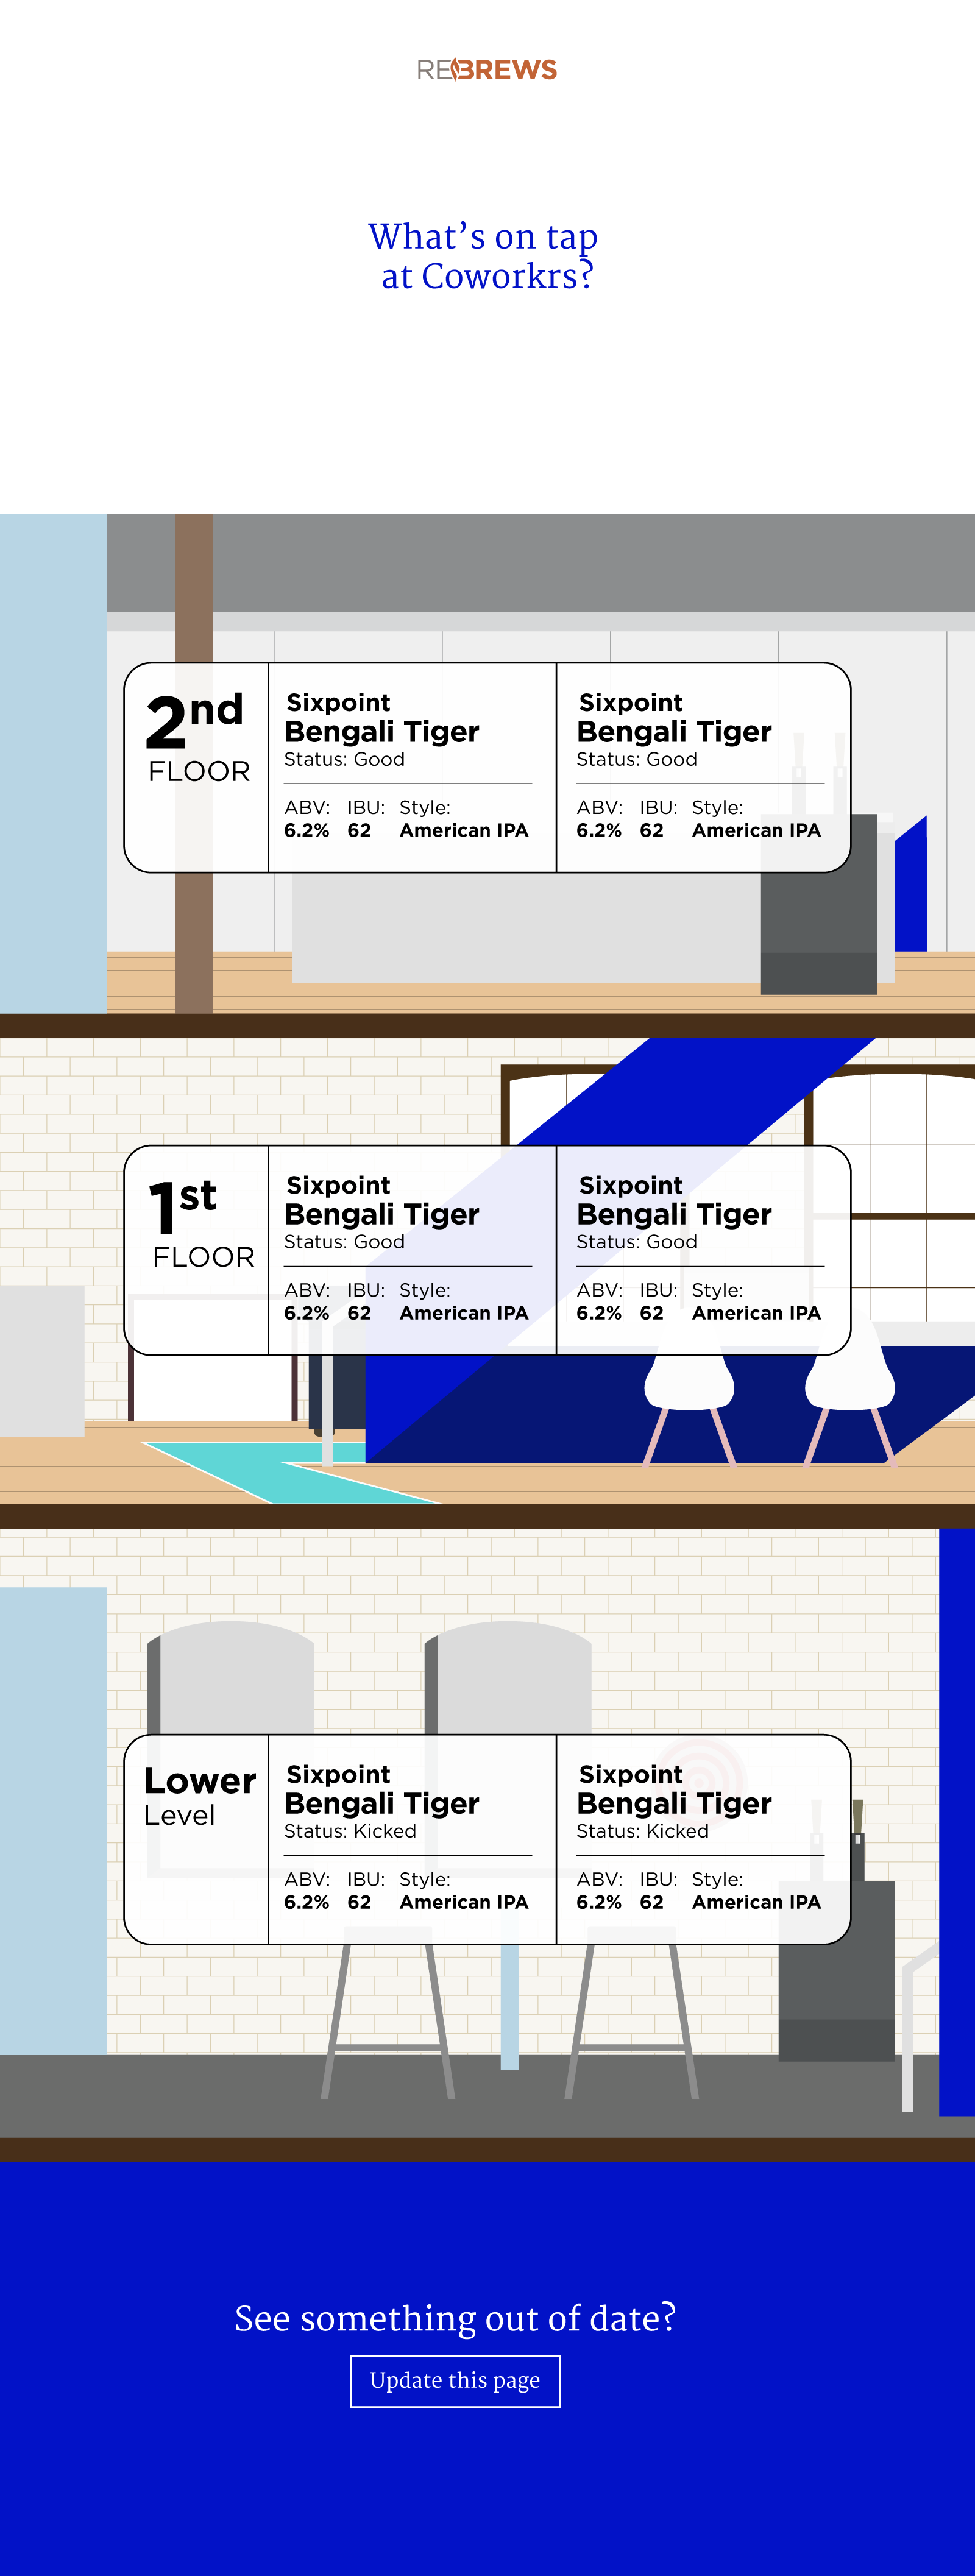 REBREWS
What's on tap
at Coworkrs?
2nd
FLOOR
Sixpoint
Bengali Tiger
Status: Good
ABV: IBU: Style:
6.2% 62 American IPA
Sixpoint
Bengali Tiger
Status: Good
ABV: IBU: Style:
6.2% 62 American IPA
1st
FLOOR
Sixpoint
Bengali Tiger
Status: Good
ABV: IBU: Style:
6.2% 62 American IPA
Sixpoint
Bengali Tiger
Status: Good
ABV: IBU: Style:
6.2% 62 American IPA
Lower
Level
Sixpoint
Bengali Tiger
Status: Kicked
ABV: IBU: Style:
6.2% 62 American IPA
Sixpoint
Bengali Tiger
Status: Kicked
ABV: IBU: Style:
6.2% 62 American IPA
See something out of date?
Update this page